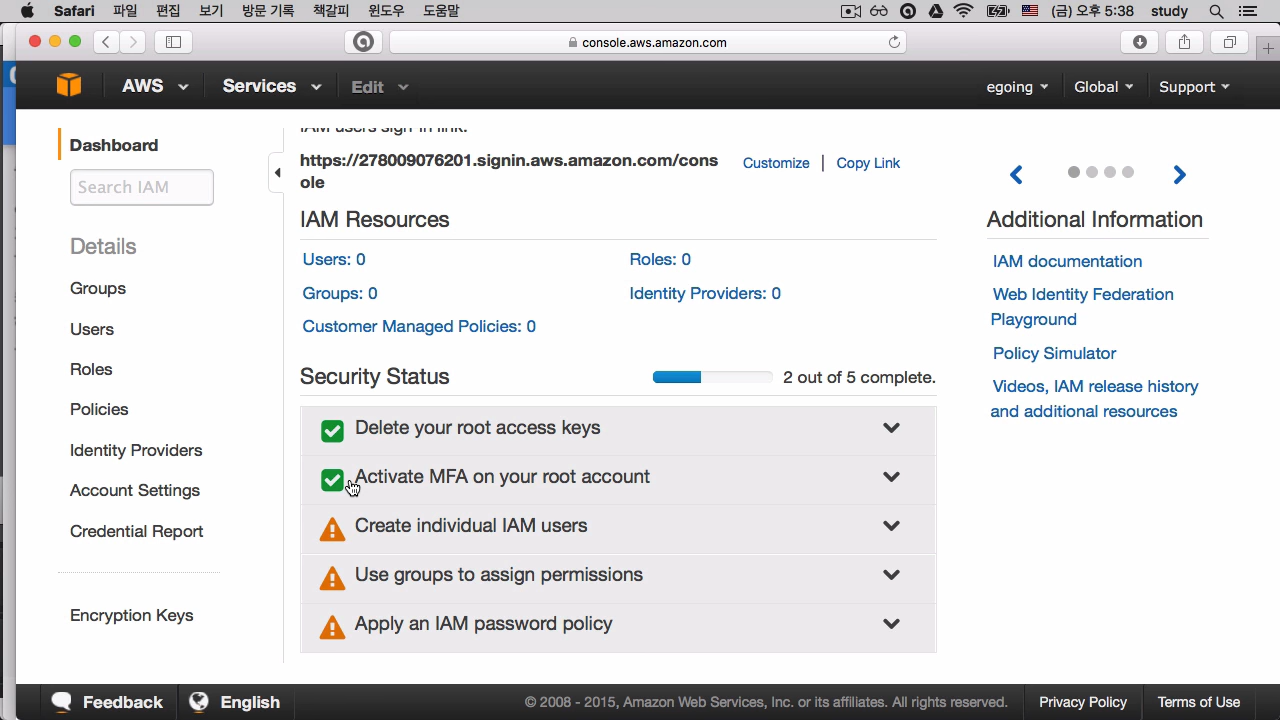 Safari 파일 편집 보기 방문 기록 책갈피 윈도우 도움말 (금) 오후 5:38 study
console.aws.amazon.com
AWS Services Edit egoing Global Support
Dashboard
Search IAM
Details
Groups
Users
Roles
Policies
Identity Providers
Account Settings
Credential Report
Encryption Keys
IAM users sign-in link:
https://278009076201.signin.aws.amazon.com/cons
ole
Customize | Copy Link
IAM Resources
Users: 0 Roles: 0
Groups: 0 Identity Providers: 0
Customer Managed Policies: 0
Security Status 2 out of 5 complete.
Delete your root access keys
Activate MFA on your root account
Create individual IAM users
Use groups to assign permissions
Apply an IAM password policy
Additional Information
IAM documentation
Web Identity Federation
Playground
Policy Simulator
Videos, IAM release history
and additional resources
Feedback English © 2008 - 2015, Amazon Web Services, Inc. or its affiliates. All rights reserved. Privacy Policy Terms of Use